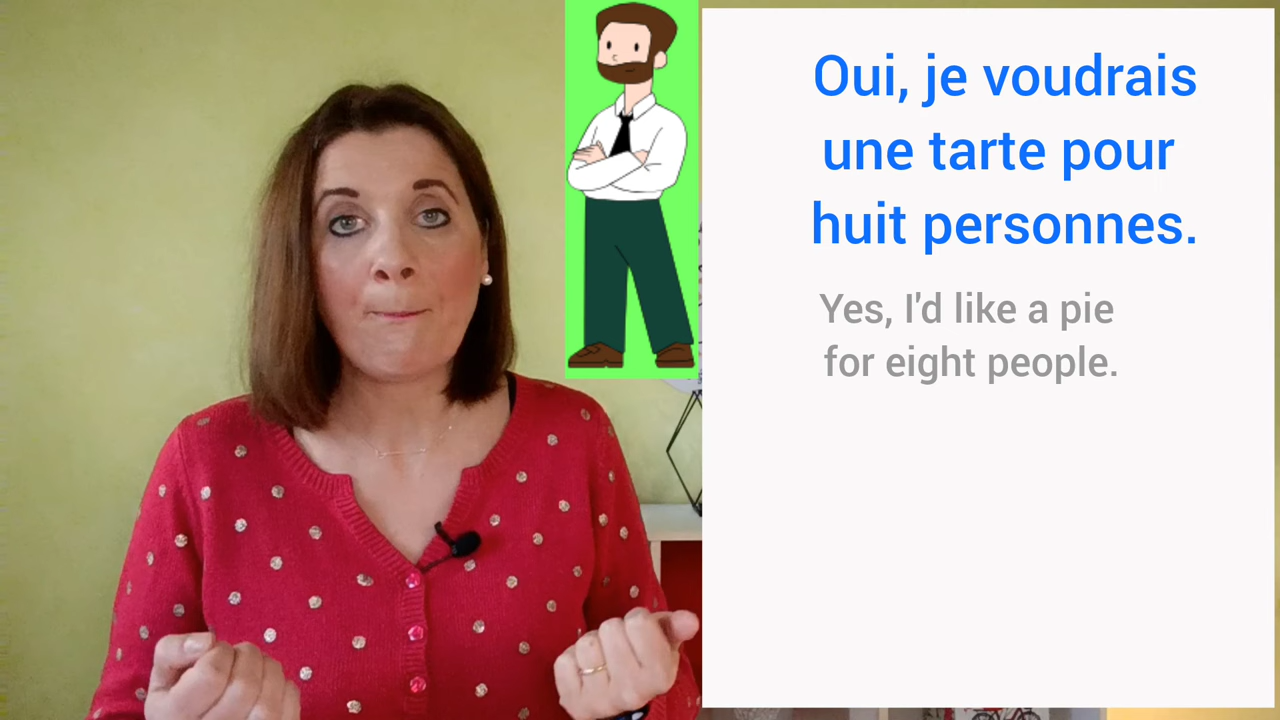 Oui, je voudrais
une tarte pour
huit personnes.
Yes, I'd like a pie
for eight people.